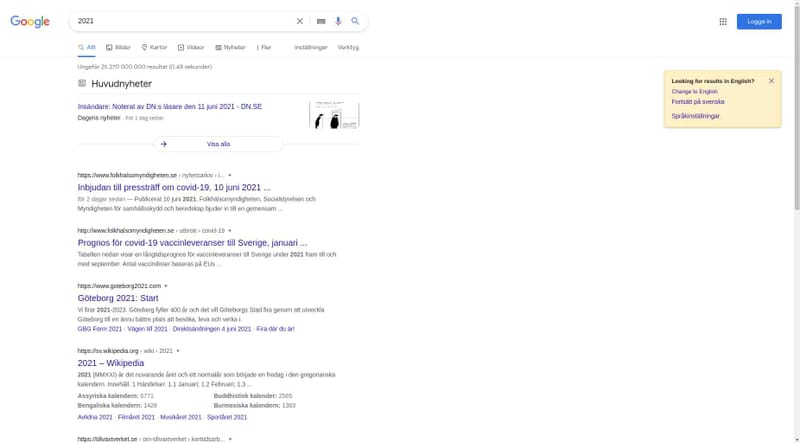 Google
2021
Logga in
Allt
Bilder
Kartor
Videor
Nyheter
Fler
Inställningar
Verktyg
Ungefär 25 270 000 000 resultat (0,48 sekunder)
Huvudnyheter
Insändare: Noterat av DN:s läsare den 11 juni 2021 - DN.SE
Dagens nyheter · För 1 dag sedan
Visa alla
Looking for results in English?
Change to English
Fortsätt på svenska
Språkinställningar
https://www.folkhalsomyndigheten.se › nyhetsarkiv › i...
Inbjudan till pressträff om covid-19, 10 juni 2021 ...
för 2 dagar sedan — Publicerat 10 juni 2021. Folkhälsomyndigheten, Socialstyrelsen och
Myndigheten för samhällsskydd och beredskap bjuder in till en gemensam ...
http://www.folkhalsomyndigheten.se › utbrott › covid-19
Prognos för covid-19 vaccinleveranser till Sverige, januari ...
Tabellen nedan visar en långtidsprognos för vaccinleveranser till Sverige under 2021 fram till och
med september. Antal vaccindoser baseras på EUs ...
https://www.goteborg2021.com
Göteborg 2021: Start
Vi firar 2021-2023. Göteborg fyller 400 år och det vill Göteborgs Stad fira genom att utveckla
Göteborg till en ännu bättre plats att besöka, leva och verka i.
GBG Form 2021 · Vägen till 2021 · Direktsändningen 4 juni 2021 · Fira där du är!
https://sv.wikipedia.org › wiki › 2021
2021 – Wikipedia
2021 (MMXXI) är det nuvarande året och ett normalår som började en fredag i den gregorianska
kalendern. Innehåll. 1 Händelser. 1.1 Januari; 1.2 Februari; 1.3 ...
Assyriska kalendern: 6771
Buddhistisk kalender: 2565
Bengaliska kalendern: 1428
Burmesiska kalendern: 1383
Avlidna 2021 · Filmåret 2021 · Musikåret 2021 · Sportåret 2021
https://tillvaxtverket.se › om-tillvaxtverket › korttidsarb...